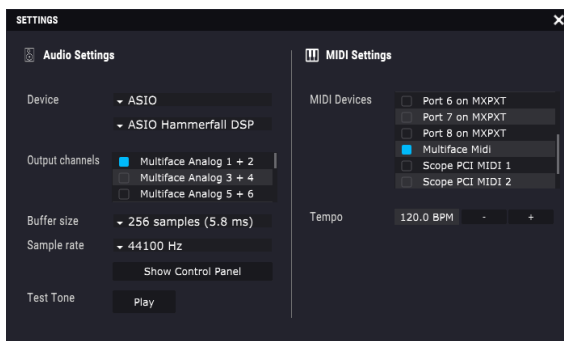 SETTINGS
Audio Settings
Device
ASIO
ASIO Hammerfall DSP
Output channels
Multiface Analog 1 + 2
Multiface Analog 3 + 4
Multiface Analog 5 + 6
Buffer size
256 samples (5.8 ms)
Sample rate
44100 Hz
Show Control Panel
Test Tone
Play
MIDI Settings
MIDI Devices
Port 6 on MXPXT
Port 7 on MXPXT
Port 8 on MXPXT
Multiface Midi
Scope PCI MIDI 1
Scope PCI MIDI 2
Tempo
120.0 BPM - +